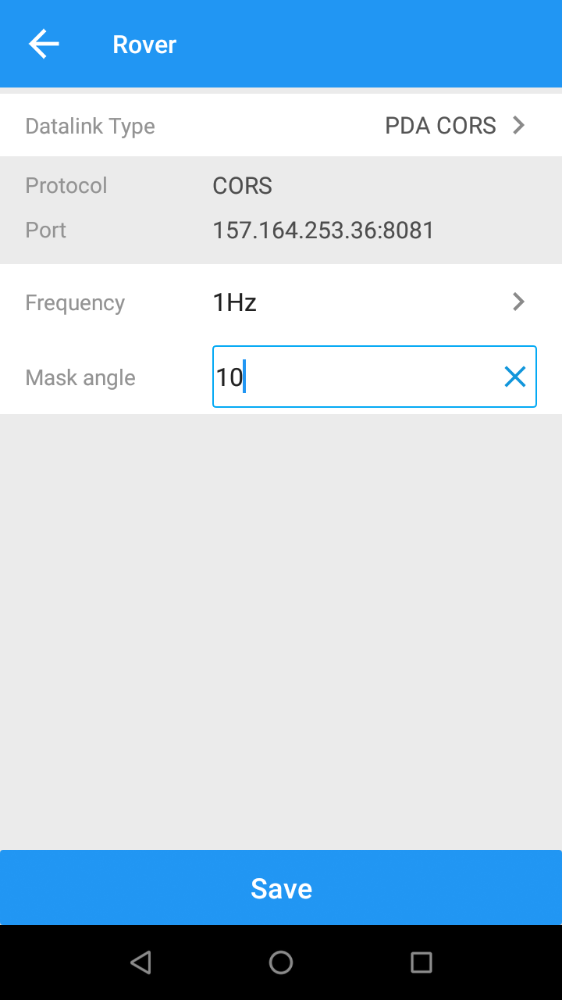 Rover
Datalink Type PDA CORS
Protocol CORS
Port 157.164.253.36:8081
Frequency 1Hz
Mask angle 10
Save